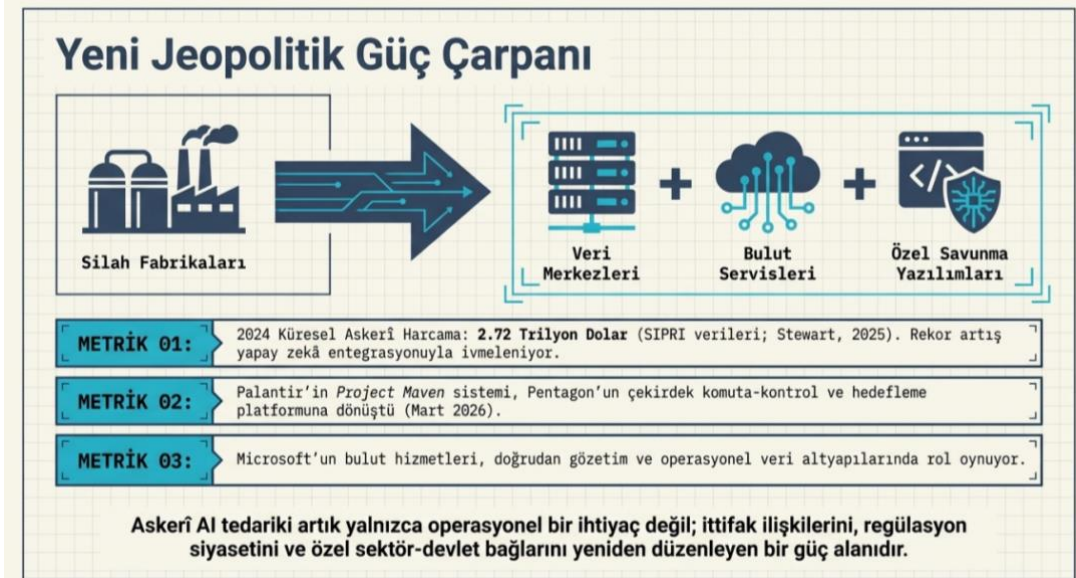 Yeni Jeopolitik Güç Çarpanı
Silah Fabrikaları
Veri
Merkezleri
Bulut
Servisleri
Özel Savunma
Yazılımları
METRİK 01:
2024 Küresel Askerî Harcama: 2.72 Trilyon Dolar (SIPRI verileri; Stewart, 2025). Rekor artış
yapay zekâ entegrasyonuyla ivmeleniyor.
METRİK 02:
Palantir’in Project Maven sistemi, Pentagon’un çekirdek komuta-kontrol ve hedefleme
platformuna dönüştü (Mart 2026).
METRİK 03:
Microsoft’un bulut hizmetleri, doğrudan gözetim ve operasyonel veri altyapılarında rol oynuyor.
Askerî AI tedariki artık yalnızca operasyonel bir ihtiyaç değil; ittifak ilişkilerini, regülasyon
siyasetini ve özel sektör-devlet bağlarını yeniden düzenleyen bir güç alanıdır.